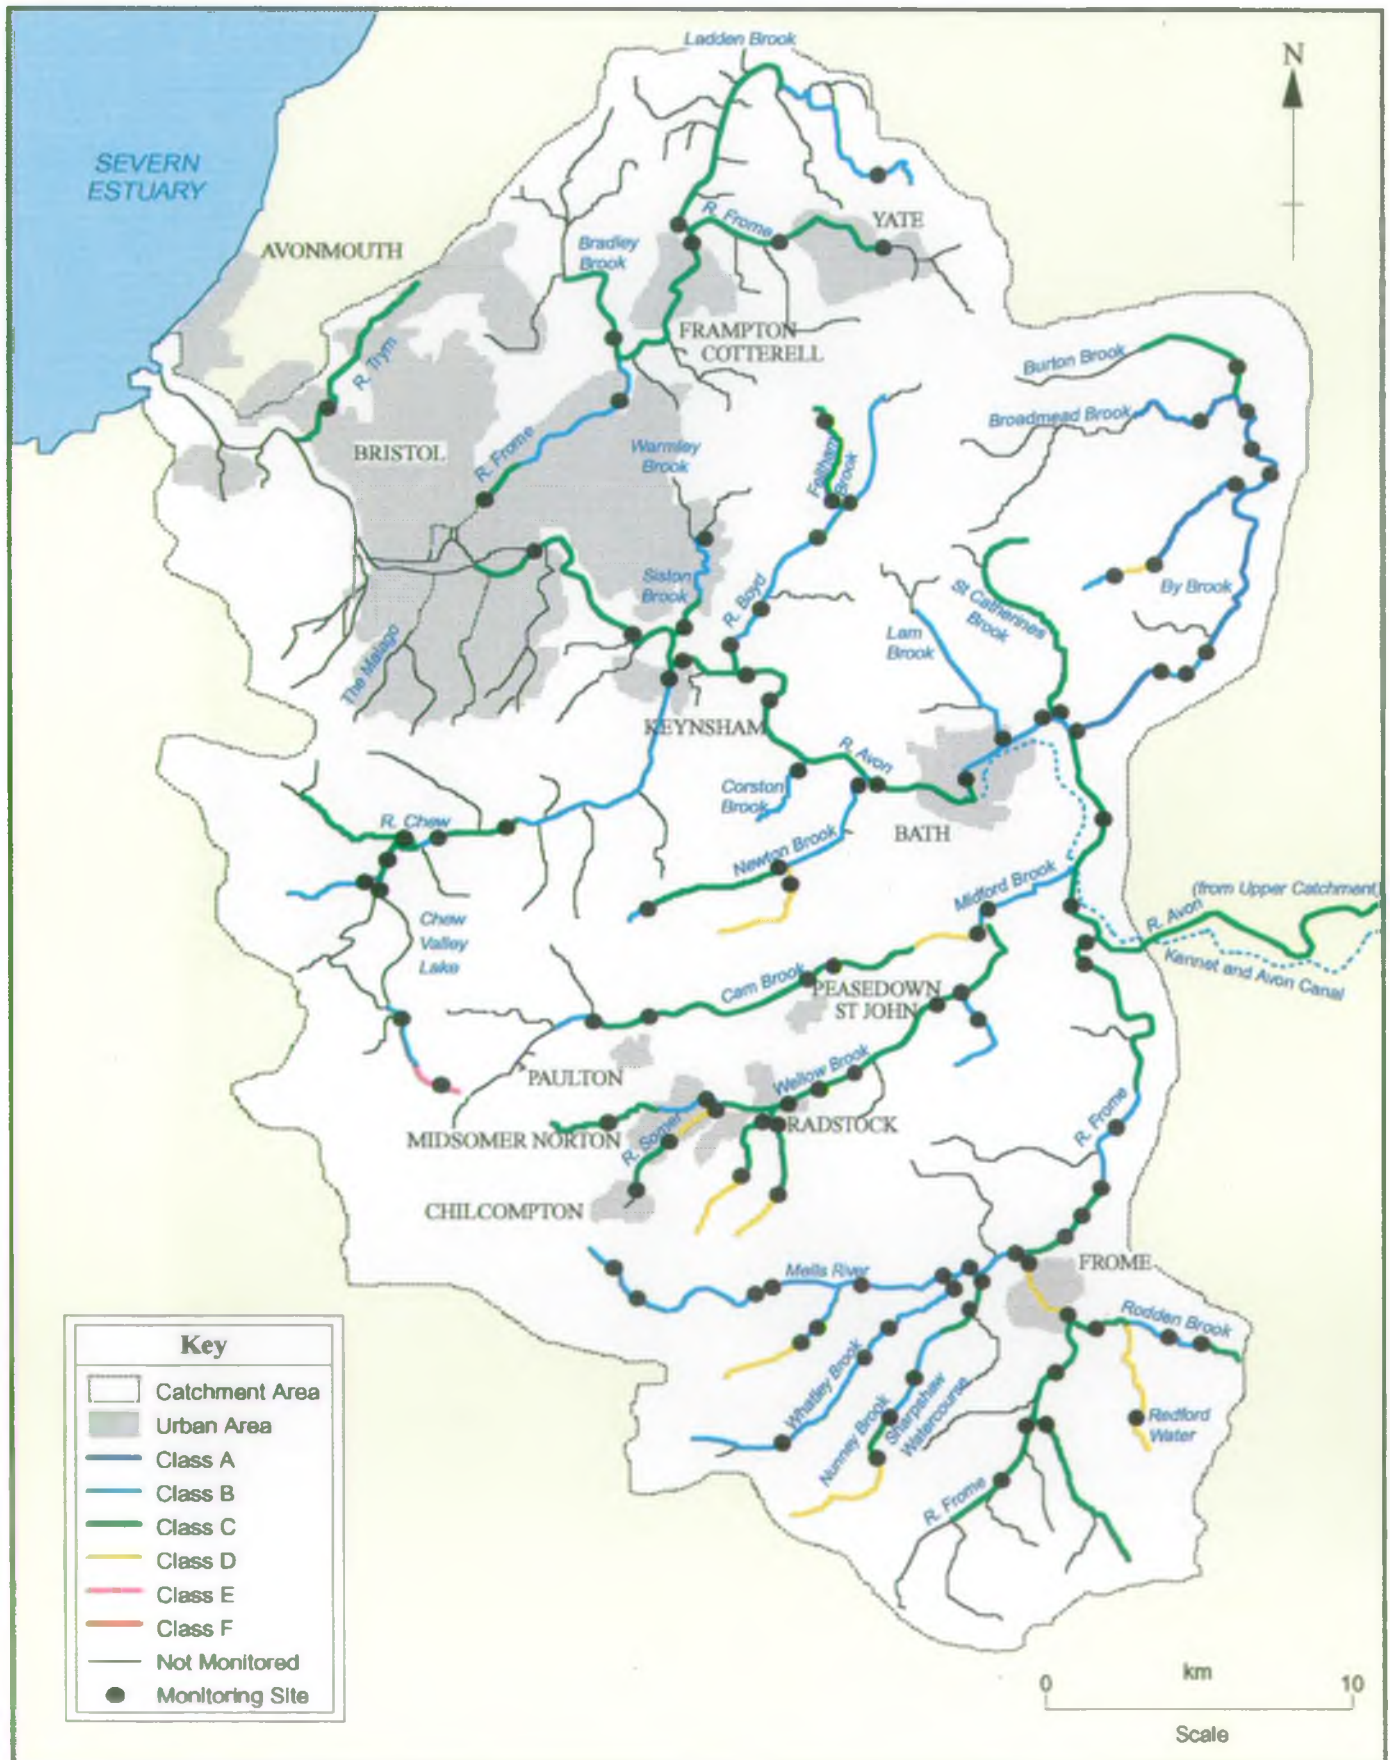 Ladden Brook
N
SEVERN
ESTUARY
R. Frome
YATE
AVONMOUTH
Bradley
Brook
FRAMPTON
COTTERELL
R. Trym
Burton Brook
Broadmead Brook
BRISTOL
R. Frome
Warmley
Brook
Feltham
Brook
Siston
Brook
R. Boyd
By Brook
St Catherines
Brook
Lam
Brook
The Malago
KEYNSHAM
R. Avon
Corston
Brook
BATH
R. Chew
Newton Brook
Midford Brook
(from Upper Catchment)
R. Avon
Kennet and Avon Canal
Chew
Valley
Lake
Cam Brook
PEASEDOWN
ST JOHN
PAULTON
Wellow Brook
MIDSOMER NORTON
R. Somer
RADSTOCK
R. Frome
CHILCOMPTON
Mells River
FROME
Rodden Brook
Whatley Brook
Nunney Brook
Sharpshaw
Watercourse
Redford
Water
R. Frome
Key
Catchment Area
Urban Area
Class A
Class B
Class C
Class D
Class E
Class F
Not Monitored
Monitoring Site
0 km 10
Scale